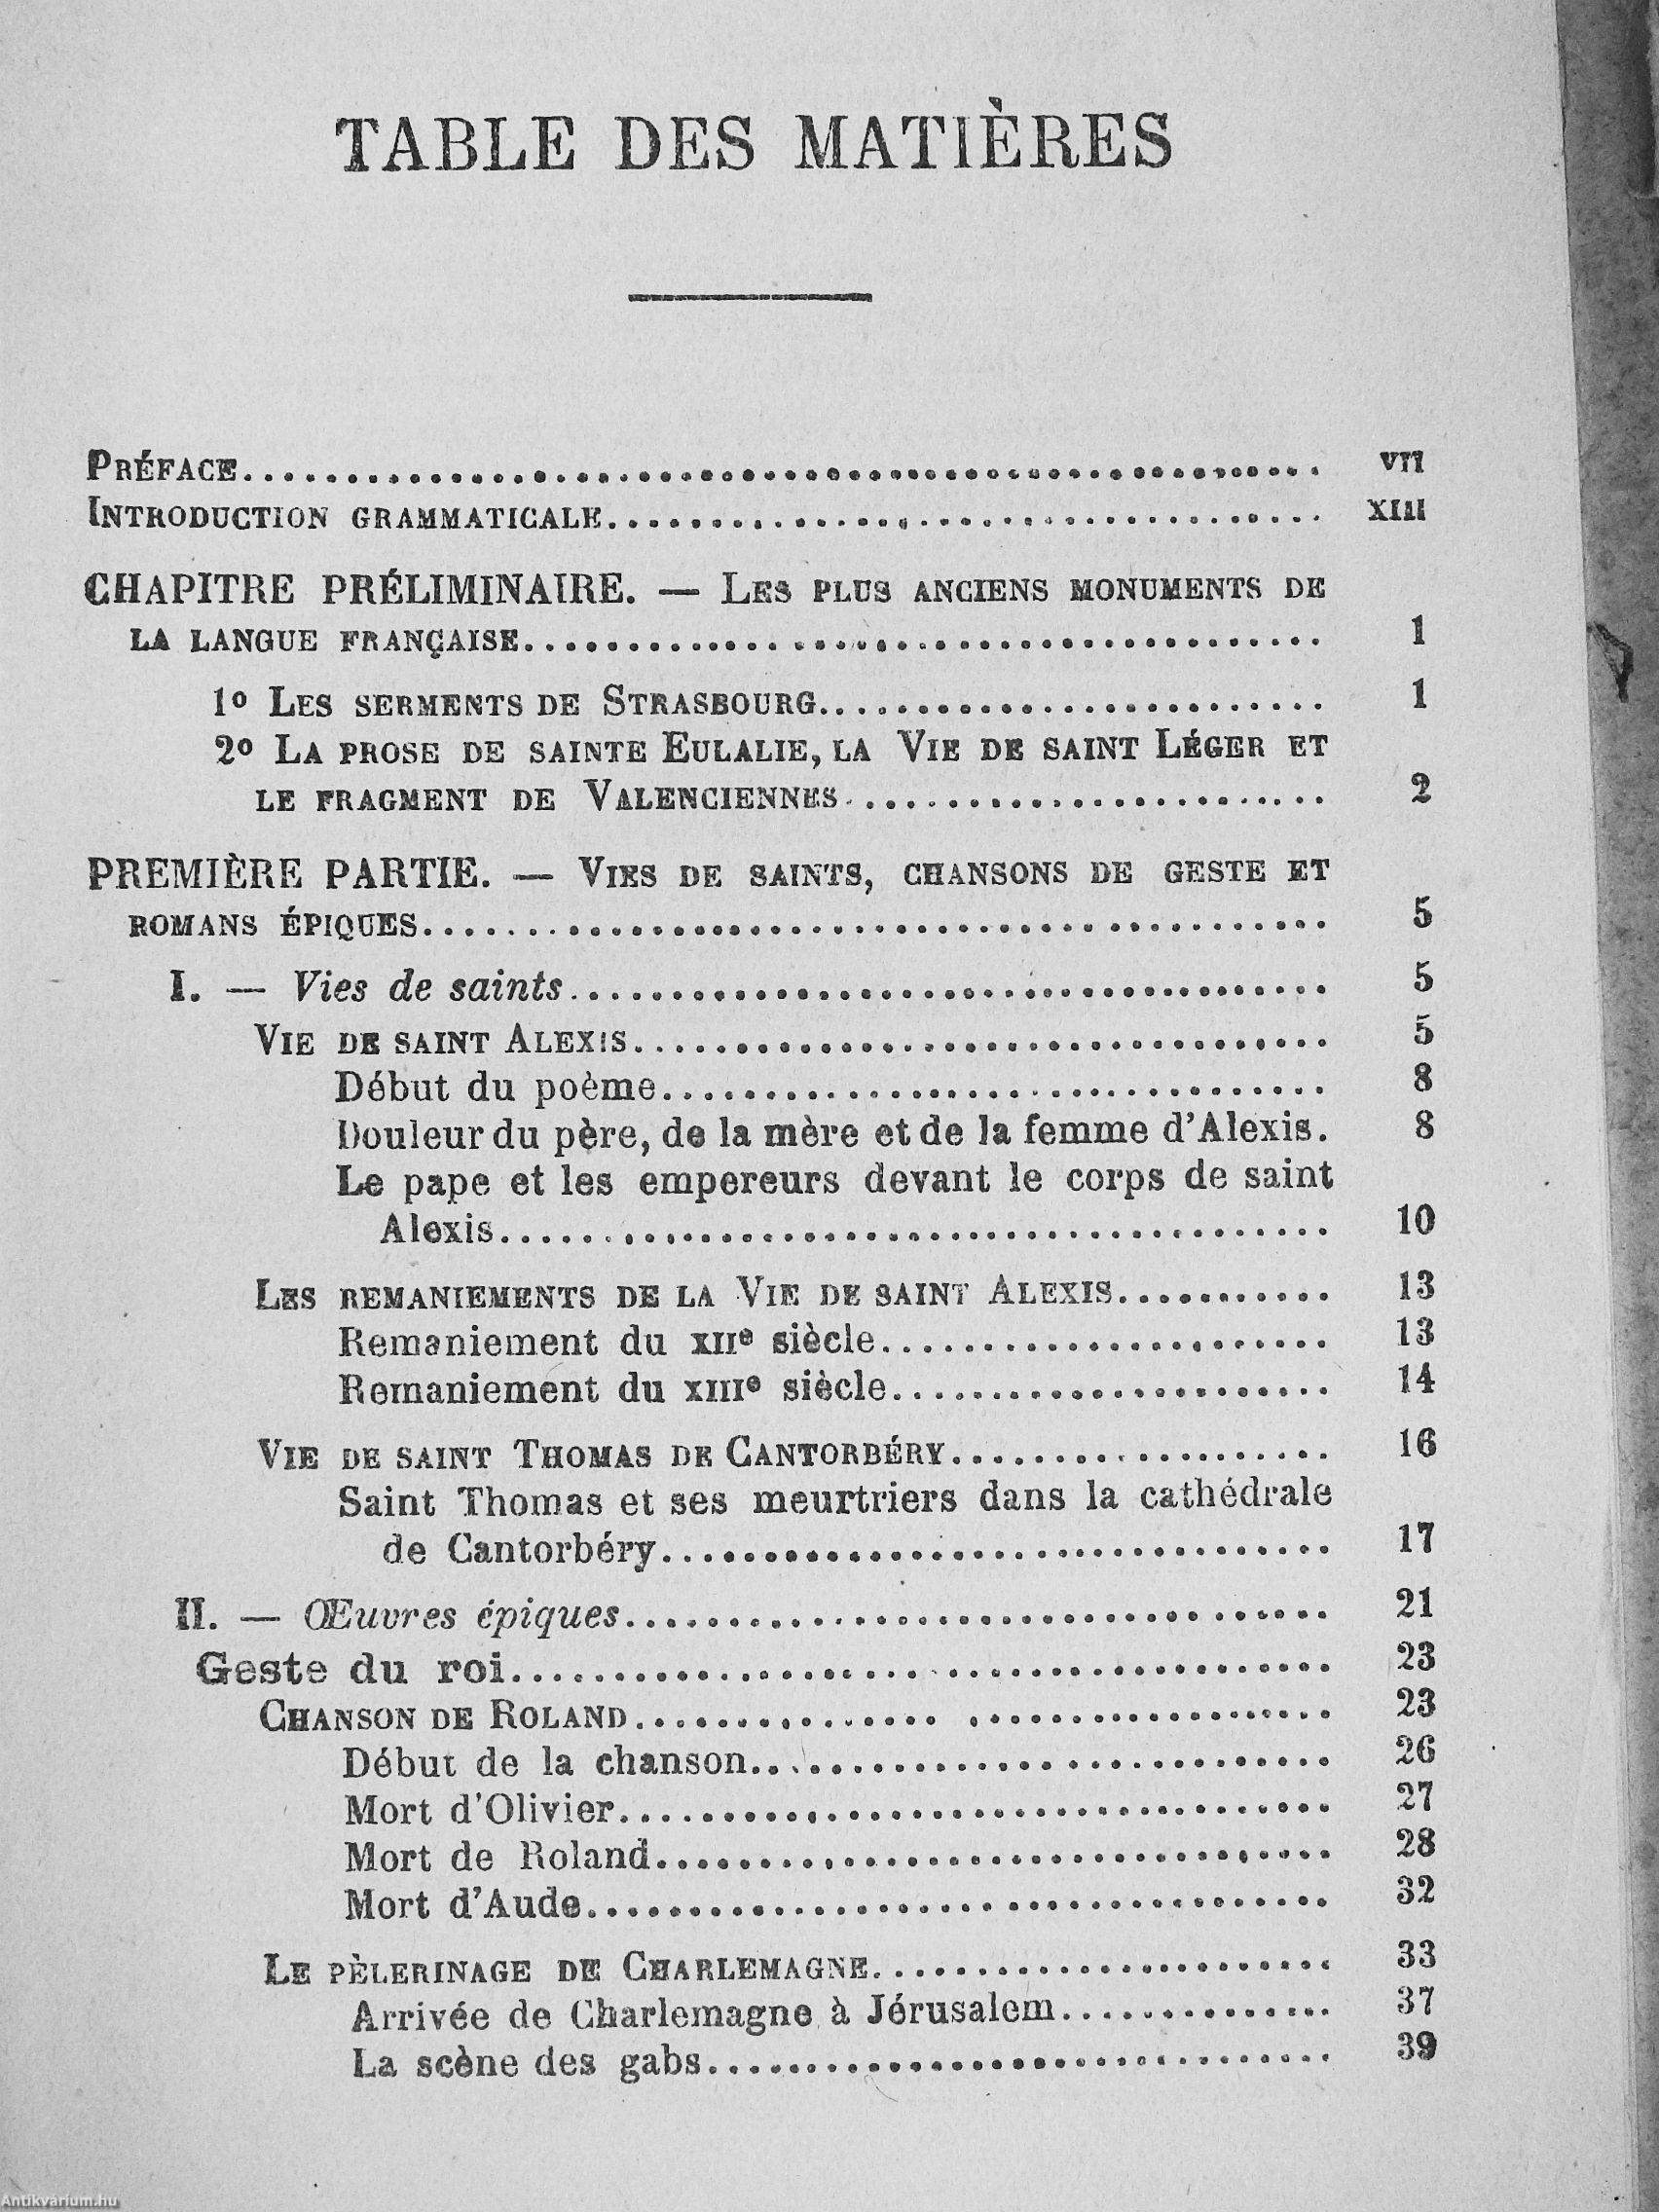 TABLE DES MATIÈRES
PRÉFACE........ VII
INTRODUCTION GRAMMATICALE........ XIII
CHAPITRE PRÉLIMINAIRE. — LES PLUS ANCIENS MONUMENTS DE
LA LANGUE FRANÇAISE........ 1
1º LES SERMENTS DE STRASBOURG........ 1
2º LA PROSE DE SAINTE EULALIE, LA VIE DE SAINT LÉGER ET
LE FRAGMENT DE VALENCIENNES........ 2
PREMIÈRE PARTIE. — VIES DE SAINTS, CHANSONS DE GESTE ET
ROMANS ÉPIQUES........ 5
I. — Vies de saints........ 5
VIE DE SAINT ALEXIS........ 5
Début du poème........ 8
Douleur du père, de la mère et de la femme d'Alexis. 8
Le pape et les empereurs devant le corps de saint
Alexis........ 10
LES REMANIEMENTS DE LA VIE DE SAINT ALEXIS........ 13
Remaniement du XIIe siècle........ 13
Remaniement du XIIIe siècle........ 14
VIE DE SAINT THOMAS DE CANTORBÉRY........ 16
Saint Thomas et ses meurtriers dans la cathédrale
de Cantorbéry........ 17
II. — Œuvres épiques........ 21
Geste du roi........ 23
CHANSON DE ROLAND........ 23
Début de la chanson........ 26
Mort d'Olivier........ 27
Mort de Roland........ 28
Mort d'Aude........ 32
LE PÈLERINAGE DE CHARLEMAGNE........ 33
Arrivée de Charlemagne à Jérusalem........ 37
La scène des gabs........ 39
Antikvárium.hu